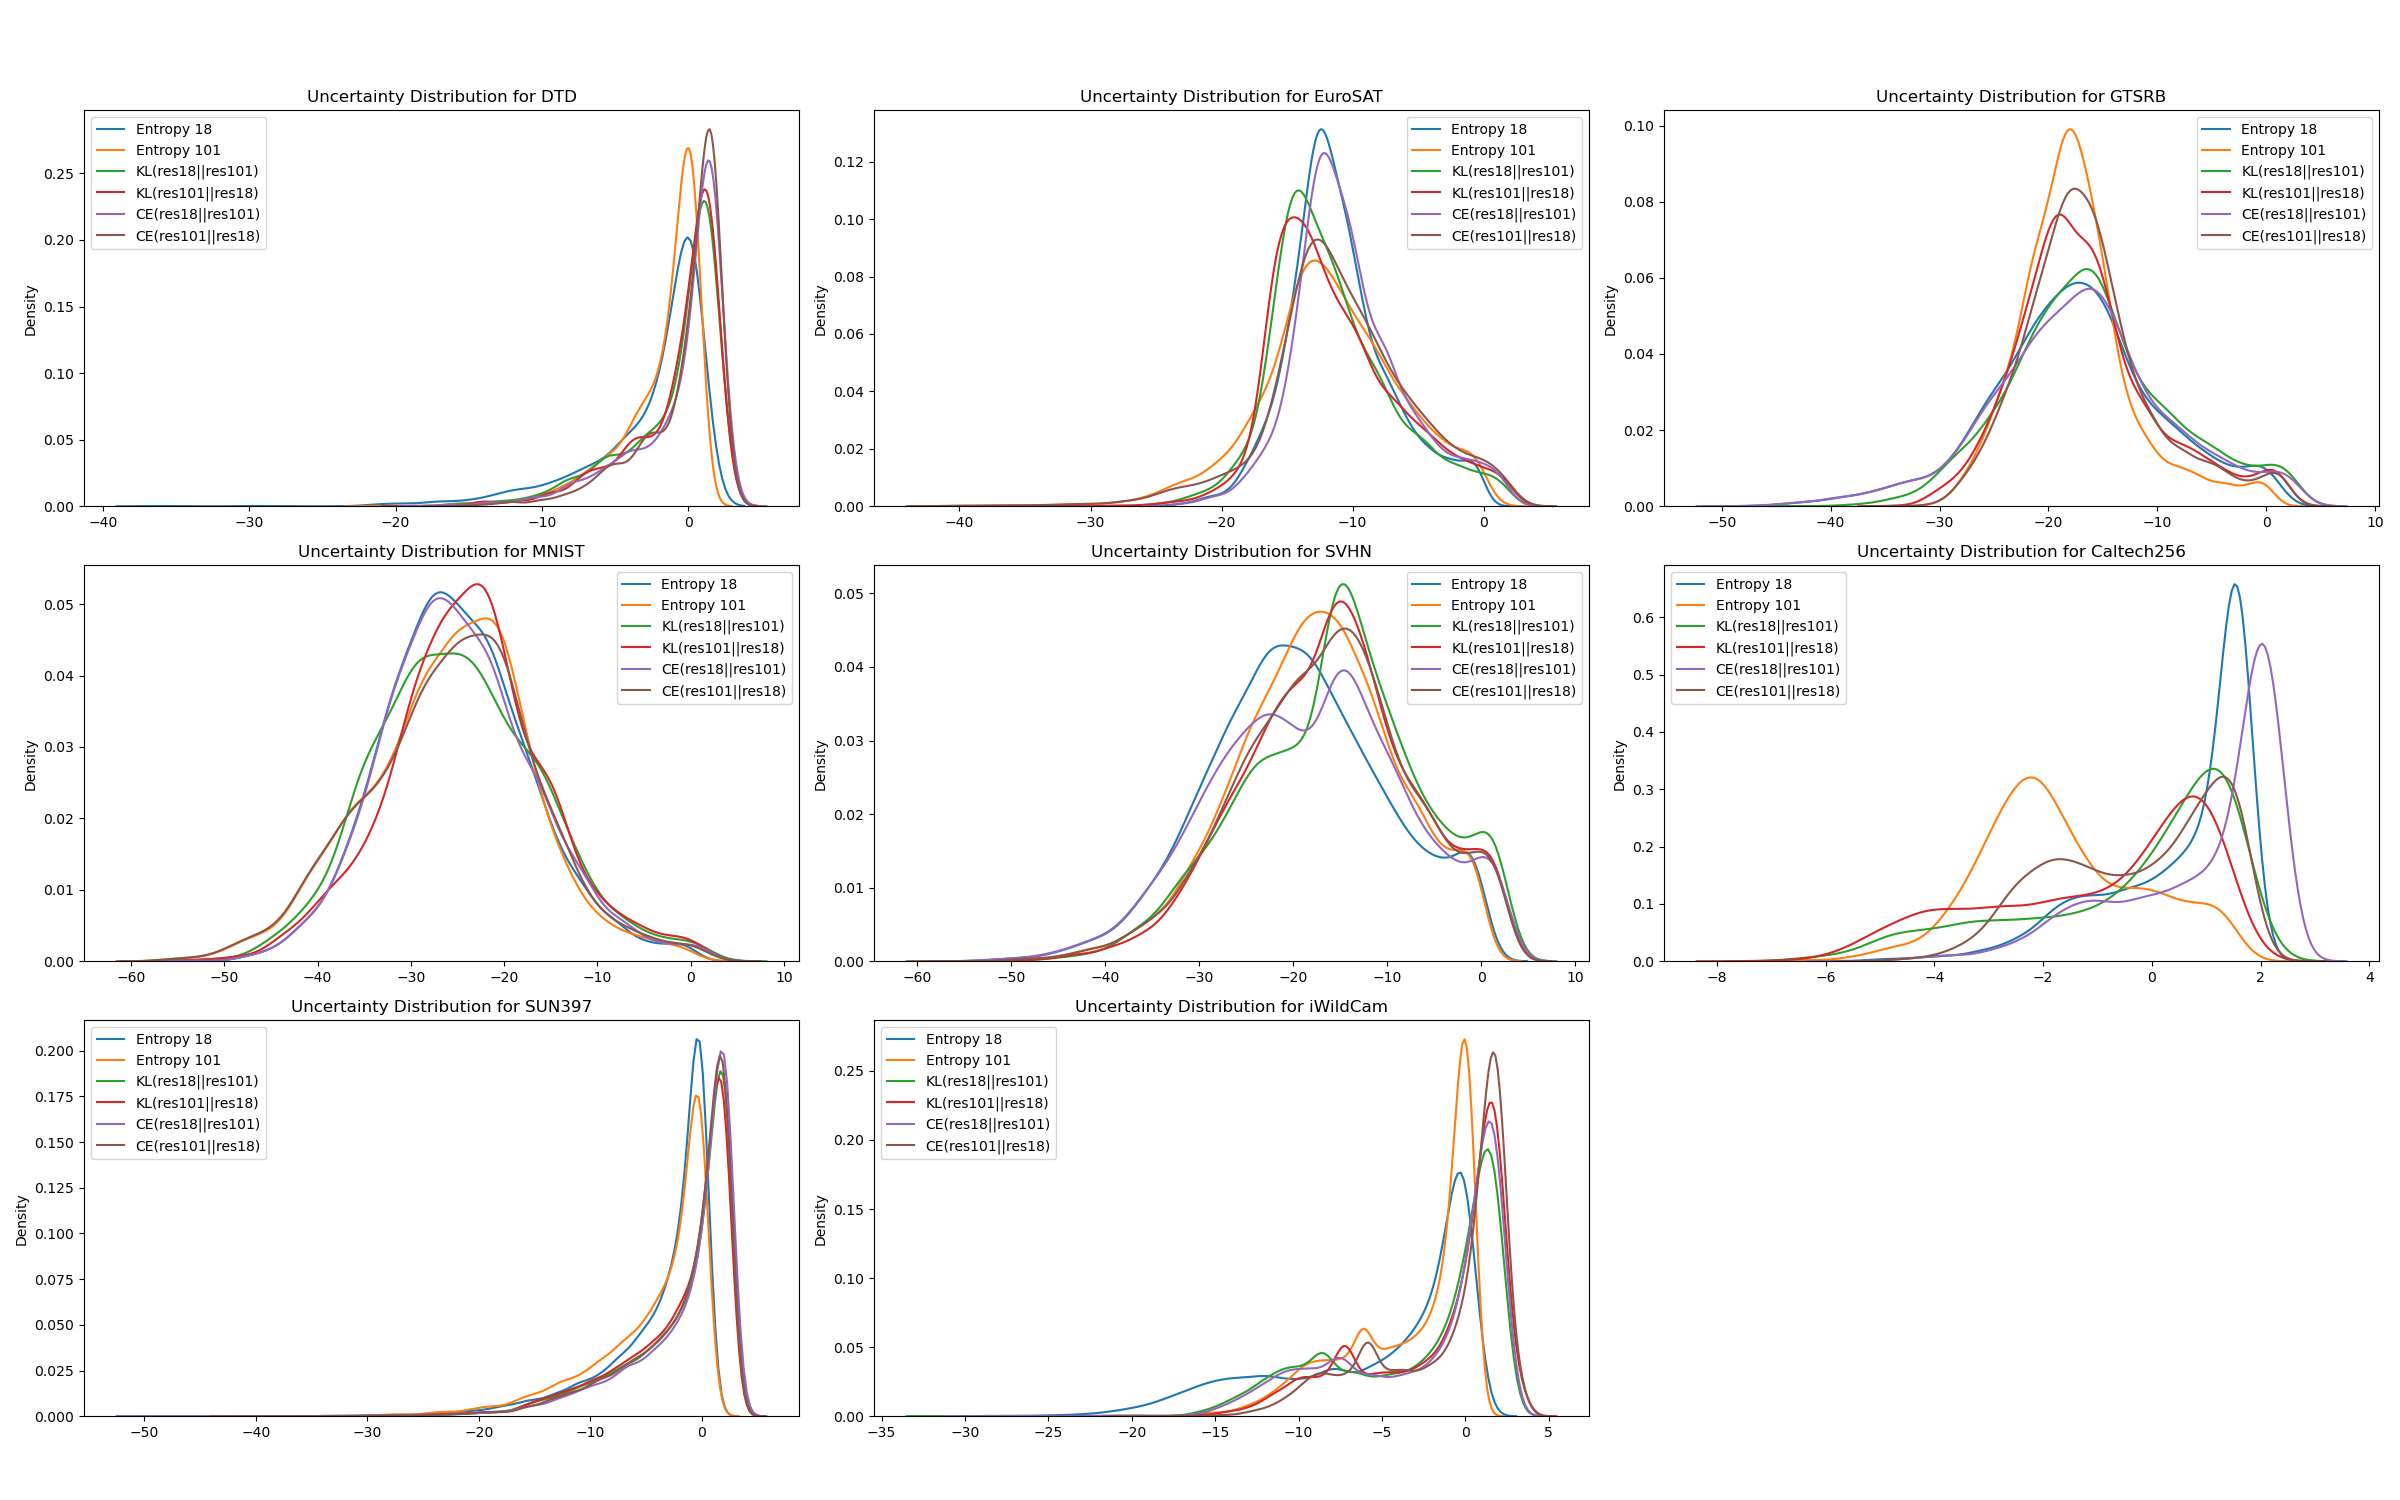 Uncertainty Distribution for DTD
Entropy 18
Entropy 101
KL(res18||res101)
KL(res101||res18)
CE(res18||res101)
CE(res101||res18)
Density
0.25
0.20
0.15
0.10
0.05
0.00
−40 −30 −20 −10 0
Uncertainty Distribution for EuroSAT
Entropy 18
Entropy 101
KL(res18||res101)
KL(res101||res18)
CE(res18||res101)
CE(res101||res18)
Density
0.12
0.10
0.08
0.06
0.04
0.02
0.00
−40 −30 −20 −10 0
Uncertainty Distribution for GTSRB
Entropy 18
Entropy 101
KL(res18||res101)
KL(res101||res18)
CE(res18||res101)
CE(res101||res18)
Density
0.10
0.08
0.06
0.04
0.02
0.00
−50 −40 −30 −20 −10 0 10
Uncertainty Distribution for MNIST
Entropy 18
Entropy 101
KL(res18||res101)
KL(res101||res18)
CE(res18||res101)
CE(res101||res18)
Density
0.05
0.04
0.03
0.02
0.01
0.00
−60 −50 −40 −30 −20 −10 0 10
Uncertainty Distribution for SVHN
Entropy 18
Entropy 101
KL(res18||res101)
KL(res101||res18)
CE(res18||res101)
CE(res101||res18)
Density
0.05
0.04
0.03
0.02
0.01
0.00
−60 −50 −40 −30 −20 −10 0 10
Uncertainty Distribution for Caltech256
Entropy 18
Entropy 101
KL(res18||res101)
KL(res101||res18)
CE(res18||res101)
CE(res101||res18)
Density
0.6
0.5
0.4
0.3
0.2
0.1
0.0
−8 −6 −4 −2 0 2 4
Uncertainty Distribution for SUN397
Entropy 18
Entropy 101
KL(res18||res101)
KL(res101||res18)
CE(res18||res101)
CE(res101||res18)
Density
0.200
0.175
0.150
0.125
0.100
0.075
0.050
0.025
0.000
−50 −40 −30 −20 −10 0
Uncertainty Distribution for iWildCam
Entropy 18
Entropy 101
KL(res18||res101)
KL(res101||res18)
CE(res18||res101)
CE(res101||res18)
Density
0.25
0.20
0.15
0.10
0.05
0.00
−35 −30 −25 −20 −15 −10 −5 0 5